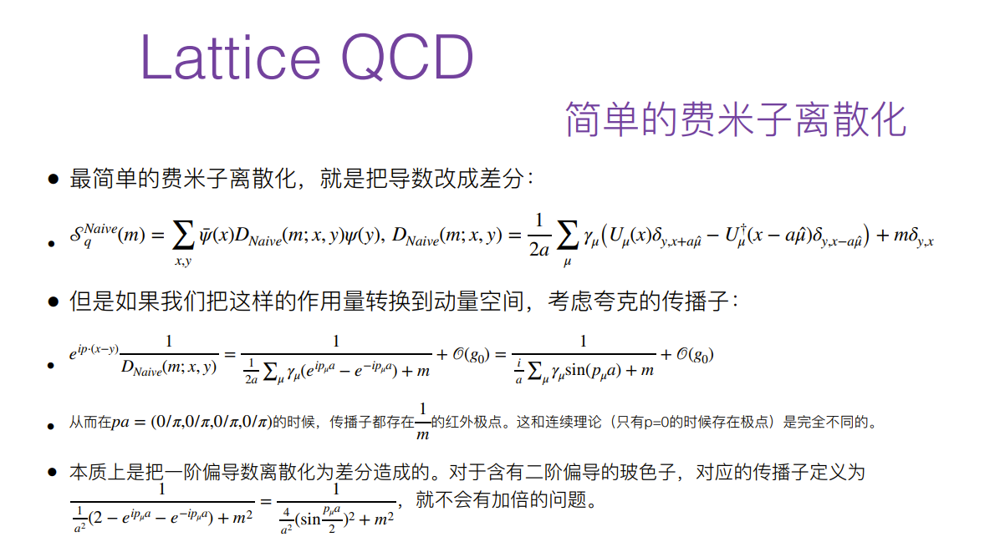 Lattice QCD
简单的费米子离散化
• 最简单的费米子离散化，就是把导数改成差分：
• $\mathcal{S}_q^{Naive}(m) = \sum_{x,y} \bar{\psi}(x) D_{Naive}(m; x, y) \psi(y),\ D_{Naive}(m; x, y) = \frac{1}{2a} \sum_{\mu} \gamma_{\mu} \left( U_{\mu}(x) \delta_{y,x+a\hat{\mu}} - U_{\mu}^{\dagger}(x - a\hat{\mu}) \delta_{y,x-a\hat{\mu}} \right) + m \delta_{y,x}$
• 但是如果我们把这样的作用量转换到动量空间，考虑夸克的传播子：
• $e^{ip \cdot (x-y)} \frac{1}{D_{Naive}(m; x, y)} = \frac{1}{\frac{1}{2a} \sum_{\mu} \gamma_{\mu} (e^{ip_{\mu}a} - e^{-ip_{\mu}a}) + m} + \mathcal{O}(g_0) = \frac{1}{\frac{i}{a} \sum_{\mu} \gamma_{\mu} \sin(p_{\mu}a) + m} + \mathcal{O}(g_0)$
• 从而在$pa = (0/\pi,0/\pi,0/\pi,0/\pi)$的时候，传播子都存在$\frac{1}{m}$的红外极点。这和连续理论（只有p=0的时候存在极点）是完全不同的。
• 本质上是把一阶偏导数离散化为差分造成的。对于含有二阶偏导的玻色子，对应的传播子定义为
$\frac{1}{\frac{1}{a^2}(2 - e^{ip_{\mu}a} - e^{-ip_{\mu}a}) + m^2} = \frac{1}{\frac{4}{a^2}(\sin\frac{p_{\mu}a}{2})^2 + m^2}$，就不会有加倍的问题。